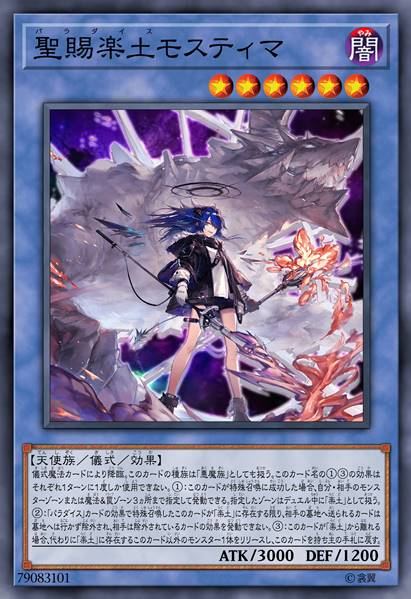 パラダイス
聖賜楽土モスティマ
やみ
闇
てんしぞく ぎしき こうか
【天使族／儀式／効果】
儀式魔法カードにより降臨。このカードの種族は「悪魔族」としても扱う。このカード名の①③の効果は
それぞれ1ターンに1度しか使用できない。①：このカードが特殊召喚に成功した場合、自分・相手のモン
スターゾーンまたは魔法&罠ゾーン3ヵ所まで指定して発動できる。指定したゾーンはデュエル中に「楽土」として扱う。
②：「パラダイス」カードの効果で特殊召喚したこのカードが「楽土」に存在する限り、相手の墓地へ送られるカードは
墓地へは行かず除外され、相手は除外されているカードの効果を発動できない。③：このカードが「楽土」から離れる
場合、代わりに「楽土」に存在するこのカード以外のモンスター1体をリリースし、このカードを持ち主の手札に戻す。
ATK/3000 DEF/1200
79083101
©翼